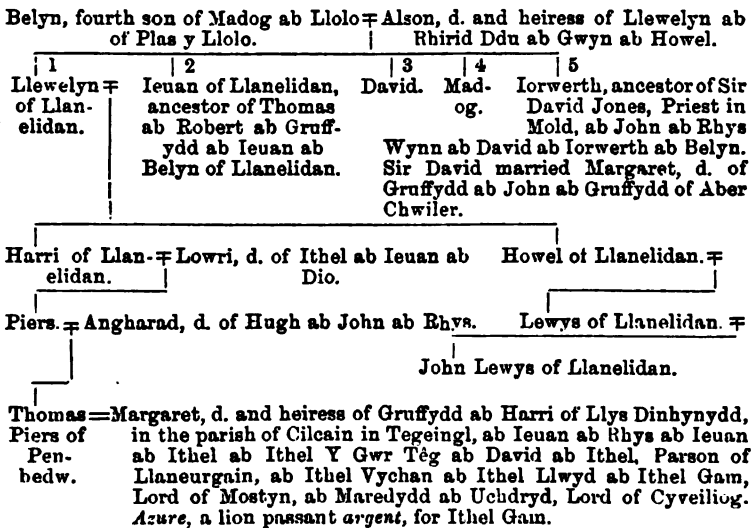 Belyn, fourth son of Madog ab Llolo = Alson, d. and heiress of Llewelyn ab
of Plas y Llolo. | Rhirid Ddu ab Gwyn ab Howel.
| 1 | 2 | 3 | 4 | 5
Llewelyn = Ieuan of Llanelidan, David. Mad- Iorwerth, ancestor of Sir
of Llan- ancestor of Thomas og. David Jones, Priest in
elidan. ab Robert ab Gruff- Mold, ab John ab Rhys
ydd ab Ieuan ab Wynn ab David ab Iorwerth ab Belyn.
Belyn of Llanelidan. Sir David married Margaret, d. of
Gruffydd ab John ab Gruffydd of Aber
Chwiler.
Harri of Llan- = Lowri, d. of Ithel ab Ieuan ab Howel of Llanelidan. =
elidan. Dio.
Piers. = Angharad, d. of Hugh ab John ab Rhys. Lewys of Llanelidan. =
John Lewys of Llanelidan.
Thomas = Margaret, d. and heiress of Gruffydd ab Harri of Llys Dinhynydd,
Piers of in the parish of Cilcain in Tegeingl, ab Ieuan ab Rhys ab Ieuan
Pen- ab Ithel ab Ithel Y Gwr Têg ab David ab Ithel, Parson of
bedw. Llaneurgain, ab Ithel Vychan ab Ithel Llwyd ab Ithel Gam,
Lord of Mostyn, ab Maredydd ab Uchdryd, Lord of Cyveiliog.
Azure, a lion passant argent, for Ithel Gam.